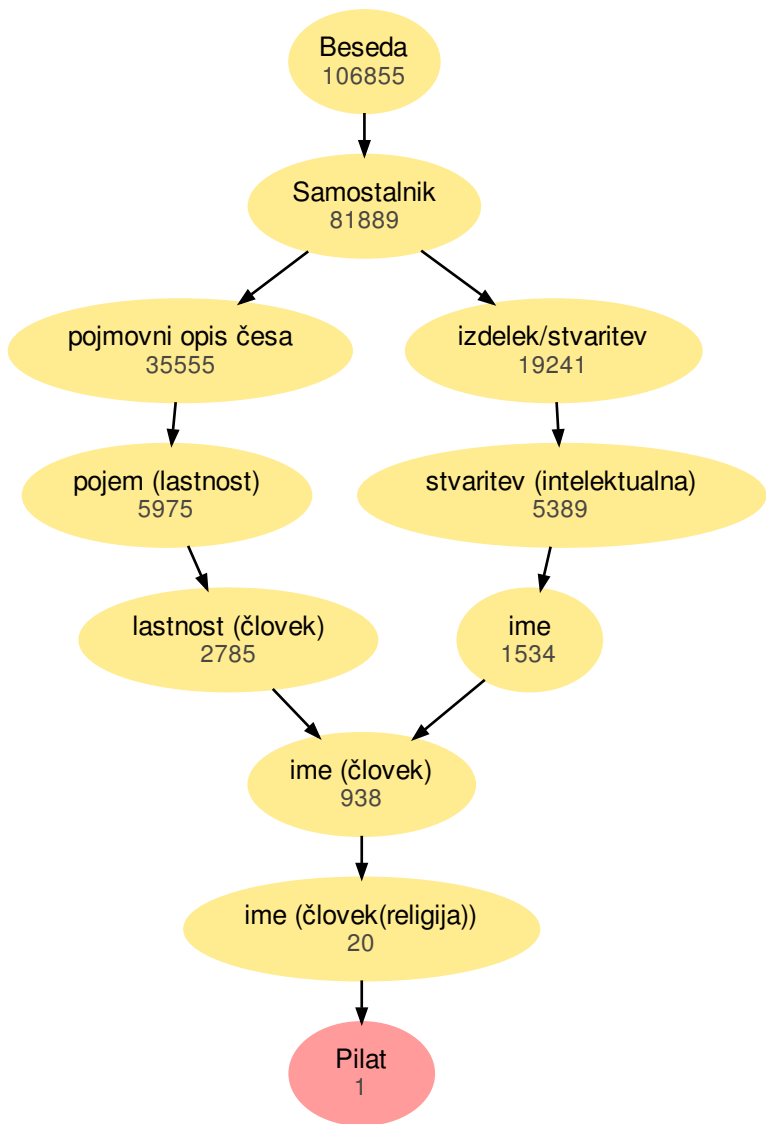 Beseda
106855
Samostalnik
81889
pojmovni opis česa
35555
izdelek/stvaritev
19241
pojem (lastnost)
5975
stvaritev (intelektualna)
5389
lastnost (človek)
2785
ime
1534
ime (človek)
938
ime (človek(religija))
20
Pilat
1